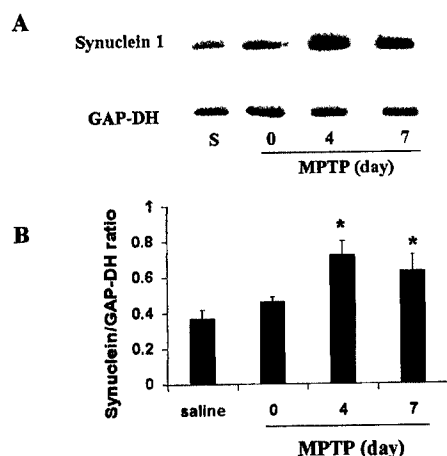 A
Synuclein 1
GAP-DH
S 0 4 7
MPTP (day)
B
Synuclein/GAP-DH ratio
1
0.8
0.6
0.4
0.2
0
* *
saline 0 4 7
MPTP (day)